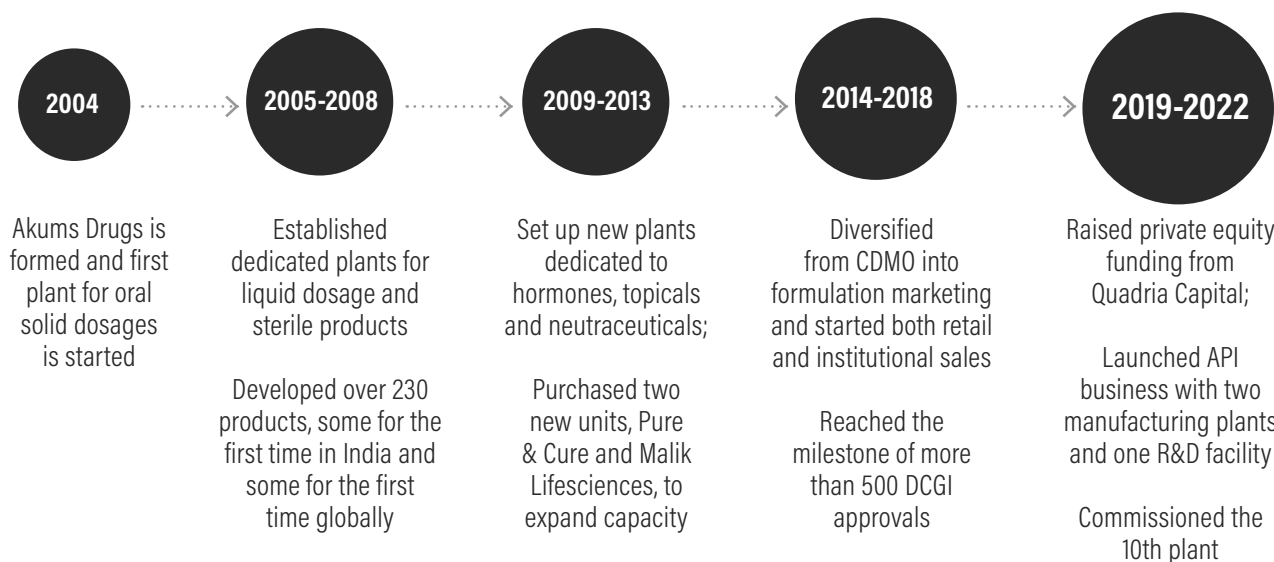 2004
2005-2008
2009-2013
2014-2018
2019-2022
Akums Drugs is
formed and first
plant for oral
solid dosages
is started
Established
dedicated plants for
liquid dosage and
sterile products
Developed over 230
products, some for the
first time in India and
some for the first
time globally
Set up new plants
dedicated to
hormones, topicals
and neutraceuticals;
Purchased two
new units, Pure
& Cure and Malik
Lifesciences, to
expand capacity
Diversified
from CDMO into
formulation marketing
and started both retail
and institutional sales
Reached the
milestone of more
than 500 DCGI
approvals
Raised private equity
funding from
Quadria Capital;
Launched API
business with two
manufacturing plants
and one R&D facility
Commissioned the
10th plant